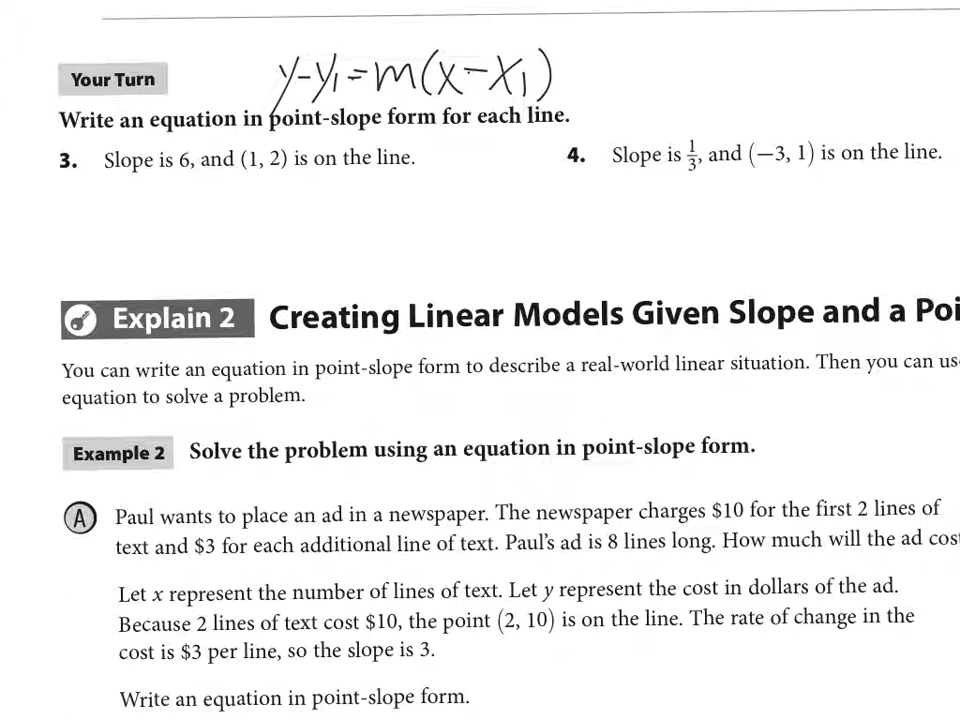 y-y₁=m(x-x₁)
Your Turn
Write an equation in point-slope form for each line.
3. Slope is 6, and (1, 2) is on the line.
4. Slope is 1/3, and (−3, 1) is on the line.
Explain 2 Creating Linear Models Given Slope and a Poi
You can write an equation in point-slope form to describe a real-world linear situation. Then you can us
equation to solve a problem.
Example 2 Solve the problem using an equation in point-slope form.
A Paul wants to place an ad in a newspaper. The newspaper charges $10 for the first 2 lines of
text and $3 for each additional line of text. Paul's ad is 8 lines long. How much will the ad cos
Let x represent the number of lines of text. Let y represent the cost in dollars of the ad.
Because 2 lines of text cost $10, the point (2, 10) is on the line. The rate of change in the
cost is $3 per line, so the slope is 3.
Write an equation in point-slope form.